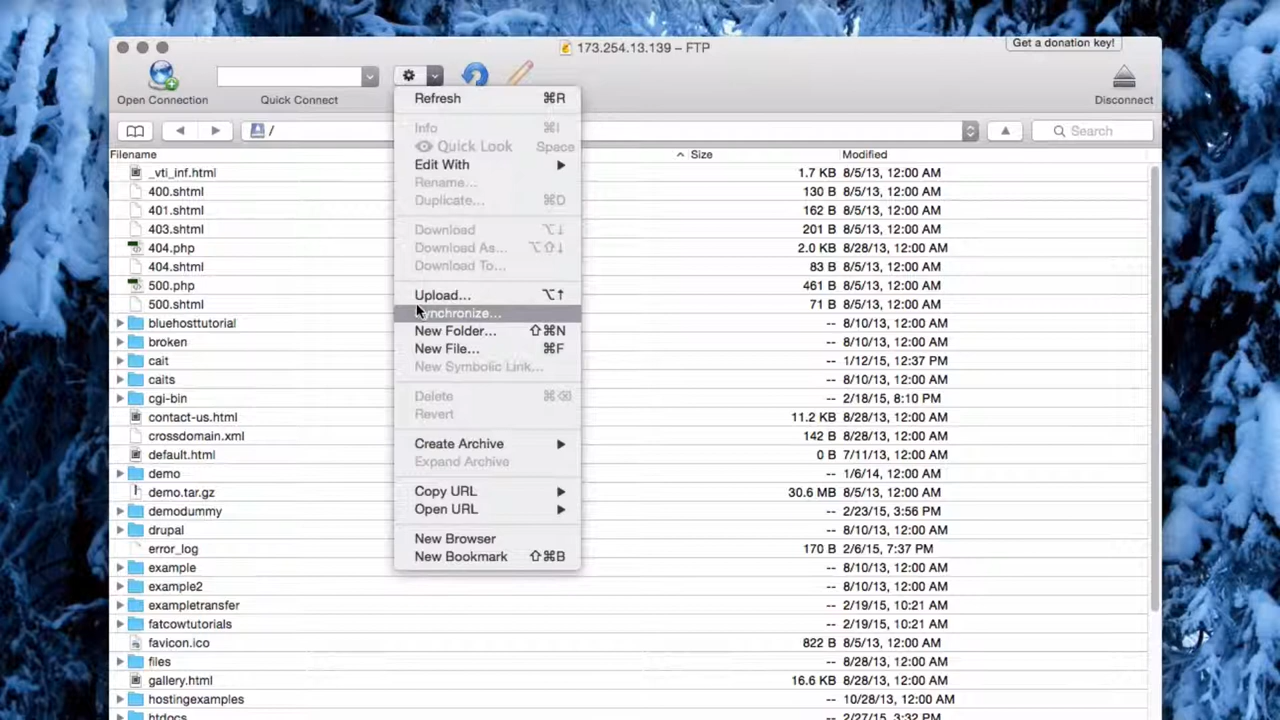 173.254.13.139 – FTP
Get a donation key!
Open Connection
Quick Connect
Disconnect
/
Search
Filename Size Modified
Refresh ⌘R
Info ⌘I
Quick Look Space
Edit With
Rename...
Duplicate... ⌘D
Download ⌥↓
Download As... ⌥⇧↓
Download To...
Upload... ⌥↑
Synchronize...
New Folder... ⇧⌘N
New File... ⌘F
New Symbolic Link...
Delete ⌘⌫
Revert
Create Archive
Expand Archive
Copy URL
Open URL
New Browser
New Bookmark ⇧⌘B
_vti_inf.html 1.7 KB 8/5/13, 12:00 AM
400.shtml 130 B 8/5/13, 12:00 AM
401.shtml 162 B 8/5/13, 12:00 AM
403.shtml 201 B 8/5/13, 12:00 AM
404.php 2.0 KB 8/28/13, 12:00 AM
404.shtml 83 B 8/5/13, 12:00 AM
500.php 461 B 8/5/13, 12:00 AM
500.shtml 71 B 8/5/13, 12:00 AM
bluehosttutorial -- 8/10/13, 12:00 AM
broken -- 8/10/13, 12:00 AM
cait -- 1/12/15, 12:37 PM
caits -- 8/10/13, 12:00 AM
cgi-bin -- 2/18/15, 8:10 PM
contact-us.html 11.2 KB 8/28/13, 12:00 AM
crossdomain.xml 142 B 8/28/13, 12:00 AM
default.html 0 B 7/11/13, 12:00 AM
demo -- 1/6/14, 12:00 AM
demo.tar.gz 30.6 MB 8/5/13, 12:00 AM
demodummy -- 2/23/15, 3:56 PM
drupal -- 8/10/13, 12:00 AM
error_log 170 B 2/6/15, 7:37 PM
example -- 8/10/13, 12:00 AM
example2 -- 8/10/13, 12:00 AM
exampletransfer -- 2/19/15, 10:21 AM
fatcowtutorials -- 2/19/15, 10:21 AM
favicon.ico 822 B 8/5/13, 12:00 AM
files -- 8/28/13, 12:00 AM
gallery.html 16.6 KB 8/28/13, 12:00 AM
hostingexamples -- 10/28/13, 12:00 AM
htdocs -- 2/27/15, 3:32 PM